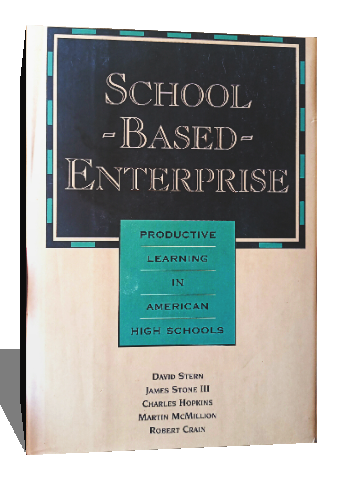 SCHOOL
-BASED-
ENTERPRISE
PRODUCTIVE
LEARNING
IN
AMERICAN
HIGH SCHOOLS
DAVID STERN
JAMES STONE III
CHARLES HOPKINS
MARTIN MCMILLION
ROBERT CRAIN